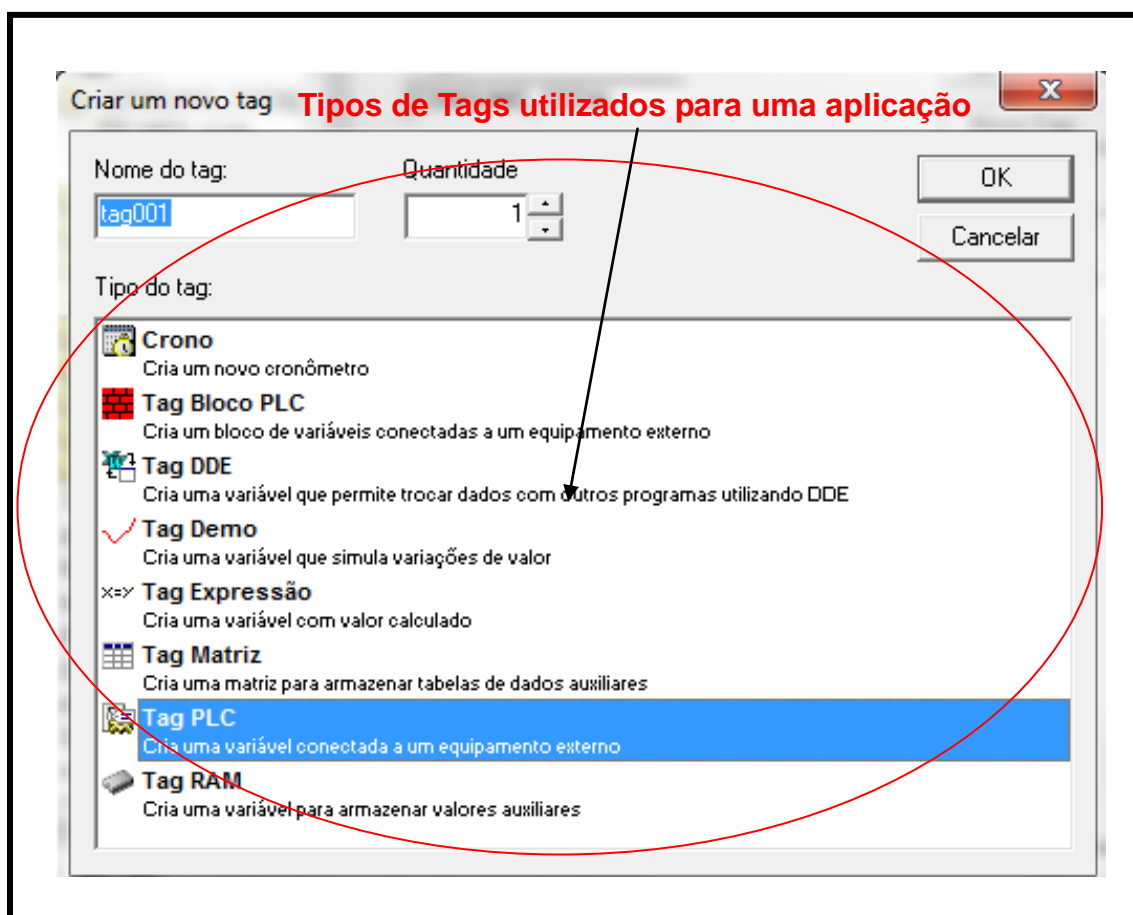 Criar um novo tag
Tipos de Tags utilizados para uma aplicação
x
Nome do tag:
Quantidade
OK
tag001
1
Cancelar
Tipo do tag:
Crono
Cria um novo cronômetro
Tag Bloco PLC
Cria um bloco de variáveis conectadas a um equipamento externo
Tag DDE
Cria uma variável que permite trocar dados com outros programas utilizando DDE
Tag Demo
Cria uma variável que simula variações de valor
x=y Tag Expressão
Cria uma variável com valor calculado
Tag Matriz
Cria uma matriz para armazenar tabelas de dados auxiliares
Tag PLC
Cria uma variável conectada a um equipamento externo
Tag RAM
Cria uma variável para armazenar valores auxiliares